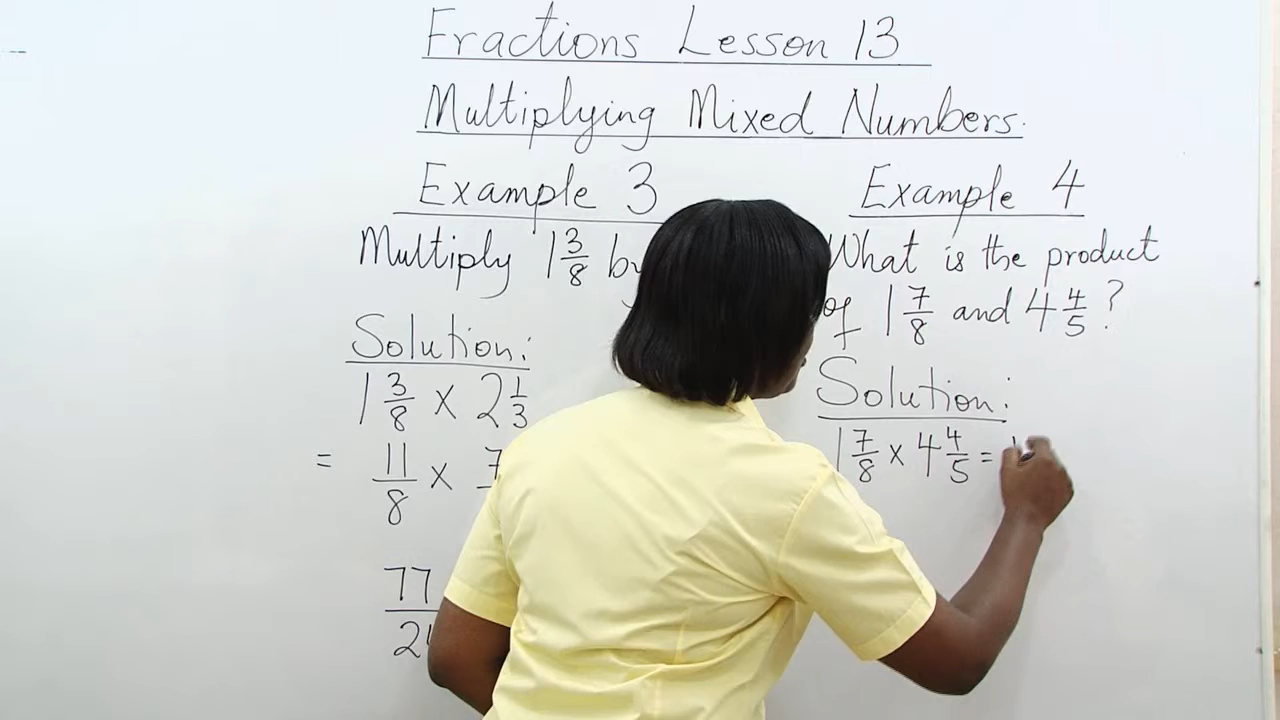 Fractions Lesson 13
Multiplying Mixed Numbers.
Example 3
Multiply 1 3/8 by
Solution:
1 3/8 x 2 1/3
= 11/8 x 7
77
Example 4
What is the product
of 1 7/8 and 4 4/5 ?
Solution:
1 7/8 x 4 4/5 =